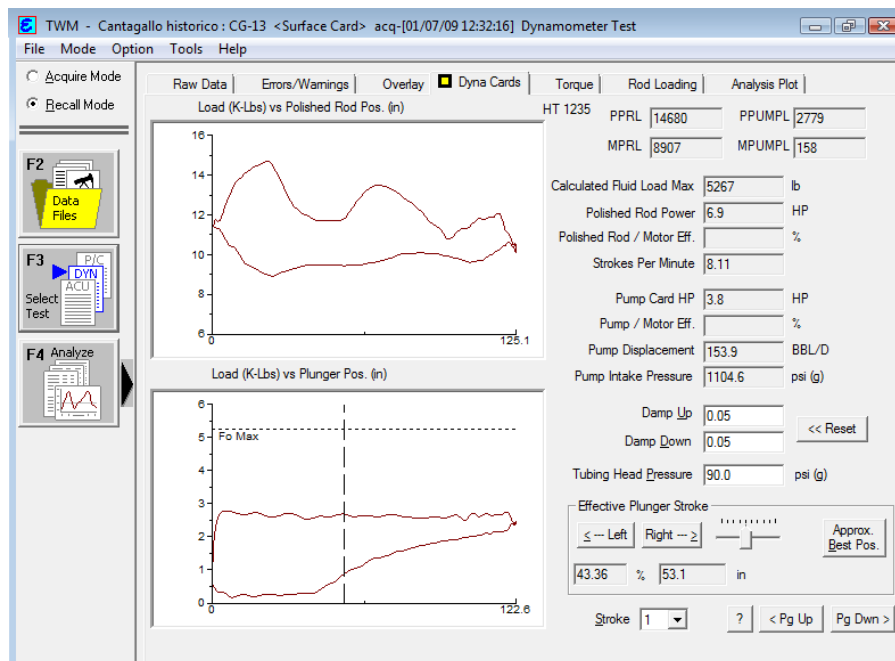 TWM - Cantagallo historico : CG-13 <Surface Card> acq-[01/07/09 12:32:16] Dynamometer Test
File Mode Option Tools Help
Acquire Mode
Recall Mode
F2
Data
Files
F3
P/C
DYN
ACU
Select
Test
F4 Analyze
Raw Data Errors/Warnings Overlay Dyna Cards Torque Rod Loading Analysis Plot
Load (K-Lbs) vs Polished Rod Pos. (in)
16
14
12
10
8
6
0 125.1
Load (K-Lbs) vs Plunger Pos. (in)
6
Fo Max
5
4
3
2
1
0
0 122.6
HT 1235 PPRL 14680 PPUMPL 2779
MPRL 8907 MPUMPL 158
Calculated Fluid Load Max 5267 lb
Polished Rod Power 6.9 HP
Polished Rod / Motor Eff. %
Strokes Per Minute 8.11
Pump Card HP 3.8 HP
Pump / Motor Eff. %
Pump Displacement 153.9 BBL/D
Pump Intake Pressure 1104.6 psi (g)
Damp Up 0.05
Damp Down 0.05
<< Reset
Tubing Head Pressure 90.0 psi (g)
Effective Plunger Stroke
< --- Left Right --- >
Approx.
Best Pos.
43.36 % 53.1 in
Stroke 1 ? < Pg Up Pg Dwn >